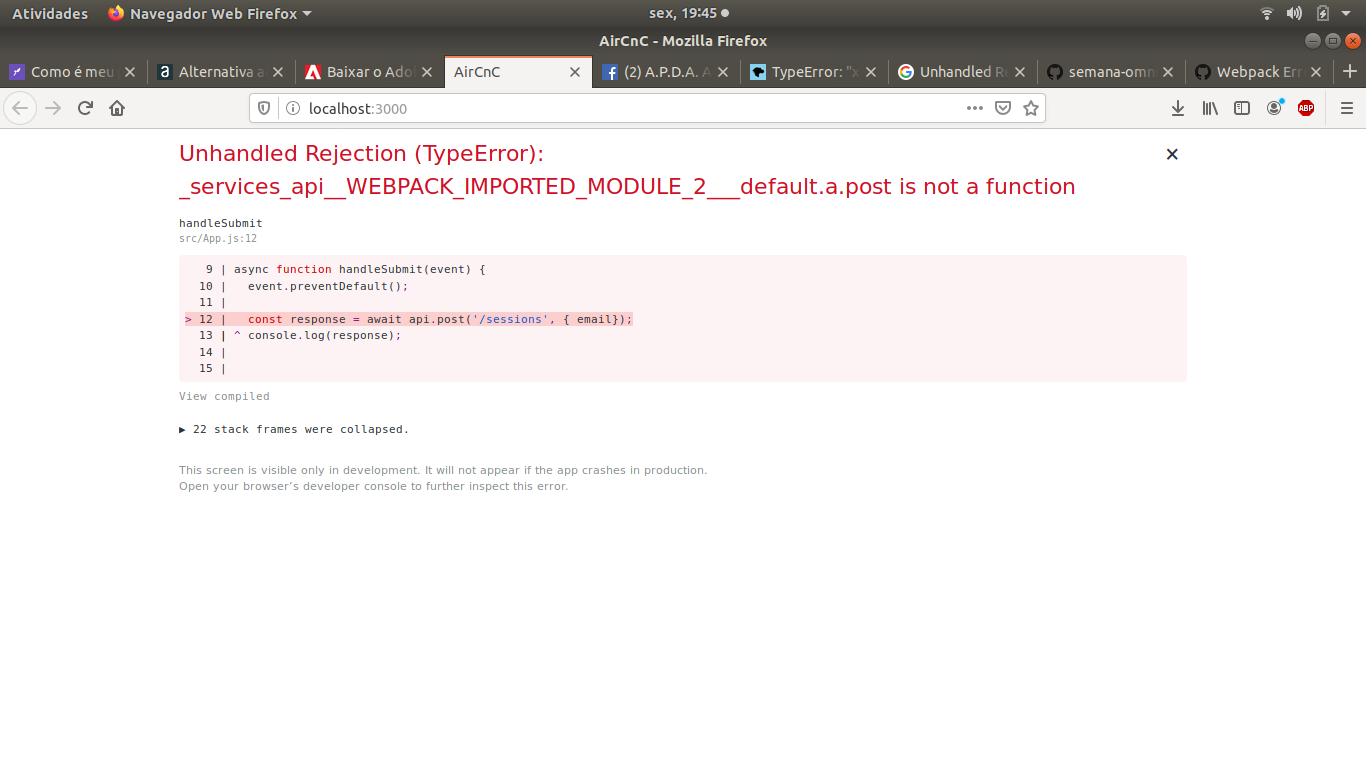 Atividades Navegador Web Firefox sex, 19:45
AirCnC - Mozilla Firefox
Como é meu Alternativa a Baixar o Ado AirCnC (2) A.P.D.A. A TypeError: "x Unhandled Re semana-omn Webpack Err
localhost:3000 ABP
Unhandled Rejection (TypeError):
_services_api__WEBPACK_IMPORTED_MODULE_2___default.a.post is not a function
handleSubmit
src/App.js:12
9 | async function handleSubmit(event) {
10 |   event.preventDefault();
11 |
> 12 |   const response = await api.post('/sessions', { email});
13 | ^ console.log(response);
14 |
15 |
View compiled
▶ 22 stack frames were collapsed.
This screen is visible only in development. It will not appear if the app crashes in production.
Open your browser’s developer console to further inspect this error.